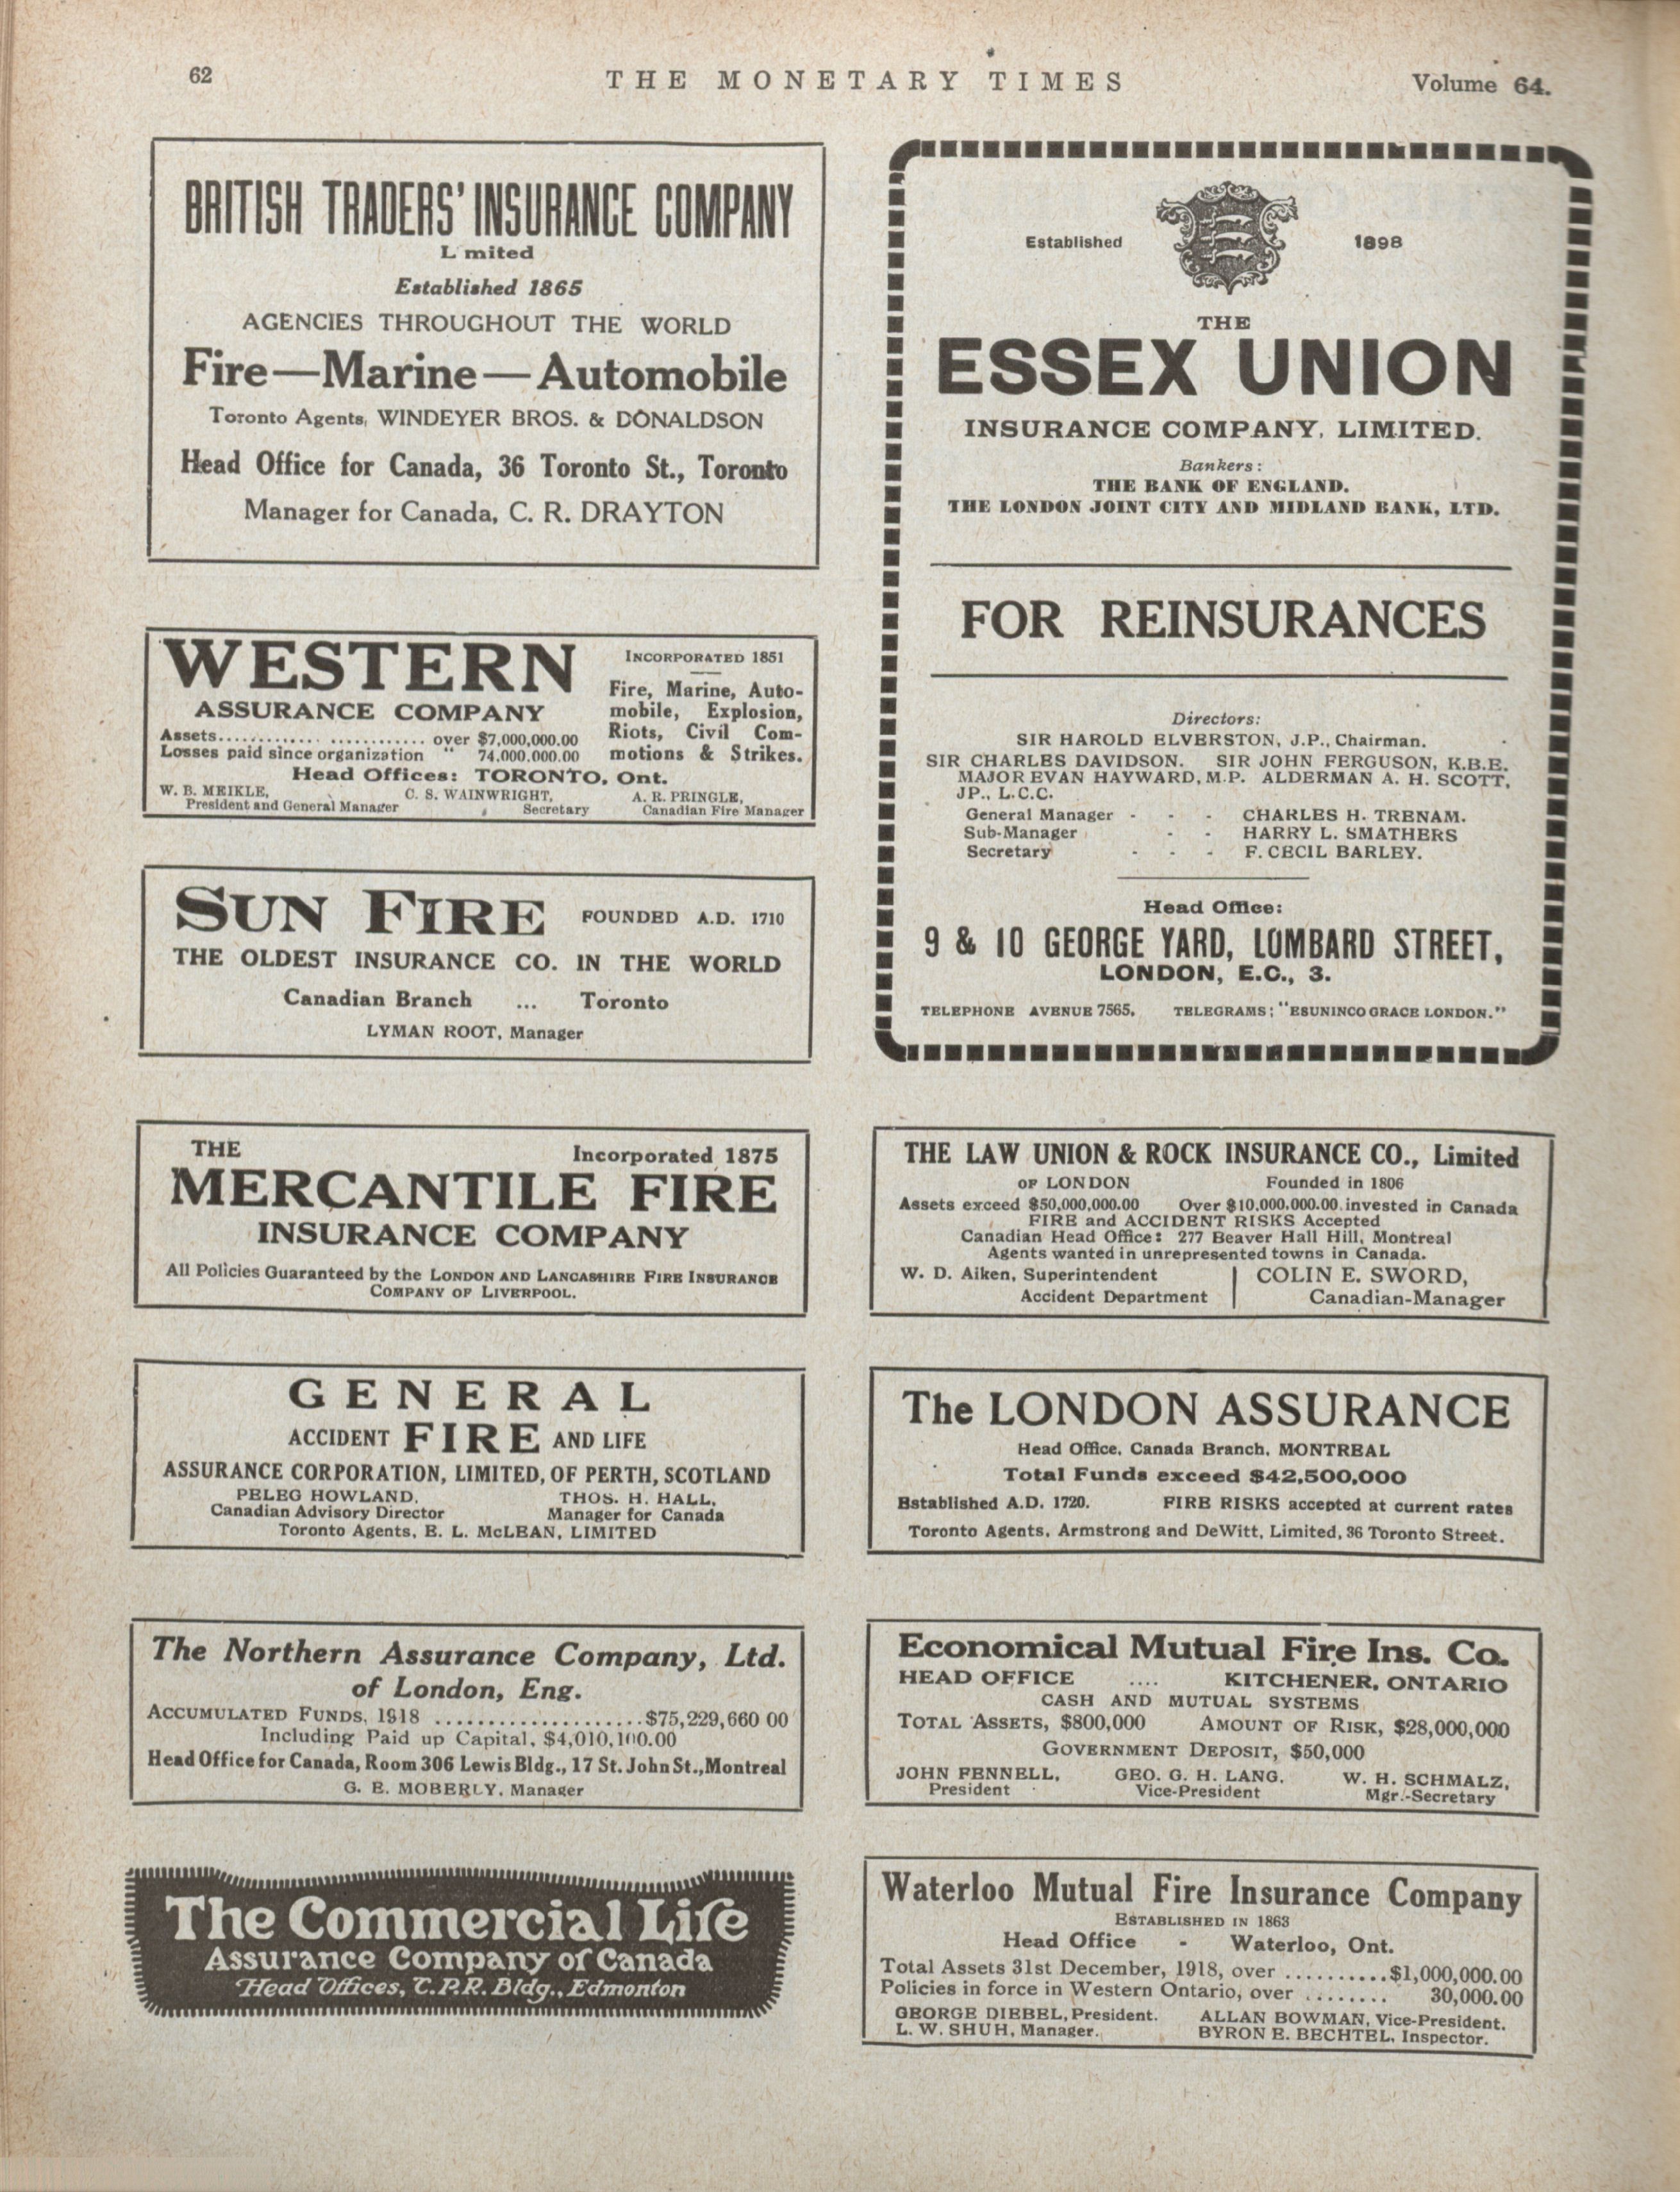 62
THE MONETARY TIMES
Volume 64.
BRITISH TRADERS' INSURANCE COMPANY
L mited
Established 1865
AGENCIES THROUGHOUT THE WORLD
Fire—Marine—Automobile
Toronto Agents, WINDEYER BROS. & DONALDSON
Head Office for Canada, 36 Toronto St., Toronto
Manager for Canada, C. R. DRAYTON
WESTERN
ASSURANCE COMPANY
INCORPORATED 1851
Fire, Marine, Auto-
mobile, Explosion,
Riots, Civil Com-
motions & Strikes.
Assets............. ............ over $7,000,000.00
Losses paid since organization " 74.000.000.00
Head Offices: TORONTO, Ont.
W. B. MEIKLE, C. S. WAINWRIGHT, A. R. PRINGLE,
President and General Manager Secretary Canadian Fire Manager
SUN FIRE FOUNDED A.D. 1710
THE OLDEST INSURANCE CO. IN THE WORLD
Canadian Branch ... Toronto
LYMAN ROOT, Manager
THE Incorporated 1875
MERCANTILE FIRE
INSURANCE COMPANY
All Policies Guaranteed by the LONDON AND LANCASHIRE FIRE INSURANCE
COMPANY OF LIVERPOOL.
GENERAL
ACCIDENT FIRE AND LIFE
ASSURANCE CORPORATION, LIMITED, OF PERTH, SCOTLAND
PELEG HOWLAND, THOS. H. HALL,
Canadian Advisory Director Manager for Canada
Toronto Agents, E. L. McLEAN, LIMITED
The Northern Assurance Company, Ltd.
of London, Eng.
ACCUMULATED FUNDS, 1918 ....................$75,229,660 00
Including Paid up Capital, $4,010,100.00
Head Office for Canada, Room 306 Lewis Bldg., 17 St. John St., Montreal
G. E. MOBERLY, Manager
The Commercial Life
Assurance Company of Canada
Head Offices, C.P.R. Bldg., Edmonton
Established 1898
THE
ESSEX UNION
INSURANCE COMPANY, LIMITED.
Bankers:
THE BANK OF ENGLAND.
THE LONDON JOINT CITY AND MIDLAND BANK, LTD.
FOR REINSURANCES
Directors:
SIR HAROLD ELVERSTON, J.P., Chairman.
SIR CHARLES DAVIDSON. SIR JOHN FERGUSON, K.B.E.
MAJOR EVAN HAYWARD, M.P. ALDERMAN A. H. SCOTT,
JP., L.C.C.
General Manager - - - CHARLES H. TRENAM.
Sub-Manager - - HARRY L. SMATHERS
Secretary - - - F. CECIL BARLEY.
Head Office:
9 & 10 GEORGE YARD, LOMBARD STREET,
LONDON, E.C., 3.
TELEPHONE AVENUE 7565. TELEGRAMS: "ESUNINCO GRACE LONDON."
THE LAW UNION & ROCK INSURANCE CO., Limited
OF LONDON Founded in 1806
Assets exceed $50,000,000.00 Over $10,000,000.00 invested in Canada
FIRE and ACCIDENT RISKS Accepted
Canadian Head Office: 277 Beaver Hall Hill, Montreal
Agents wanted in unrepresented towns in Canada.
W. D. Aiken, Superintendent COLIN E. SWORD,
Accident Department Canadian-Manager
The LONDON ASSURANCE
Head Office, Canada Branch, MONTREAL
Total Funds exceed $42,500,000
Established A.D. 1720. FIRE RISKS accepted at current rates
Toronto Agents, Armstrong and DeWitt, Limited, 36 Toronto Street.
Economical Mutual Fire Ins. Co.
HEAD OFFICE .... KITCHENER, ONTARIO
CASH AND MUTUAL SYSTEMS
TOTAL ASSETS, $800,000 AMOUNT OF RISK, $28,000,000
GOVERNMENT DEPOSIT, $50,000
JOHN FENNELL, GEO. G. H. LANG, W. H. SCHMALZ,
President Vice-President Mgr.-Secretary
Waterloo Mutual Fire Insurance Company
ESTABLISHED IN 1863
Head Office - Waterloo, Ont.
Total Assets 31st December, 1918, over ..........$1,000,000.00
Policies in force in Western Ontario, over ........ 30,000.00
GEORGE DIEBEL, President. ALLAN BOWMAN, Vice-President.
L. W. SHUH, Manager. BYRON E. BECHTEL, Inspector.